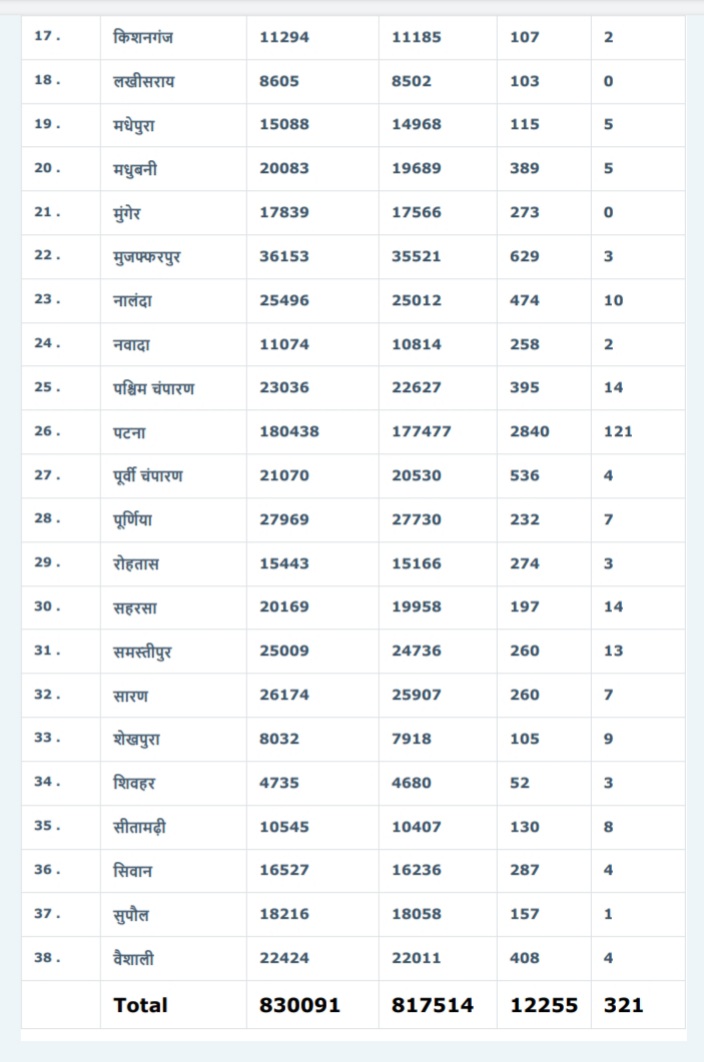 17. किशनगंज 11294 11185 107 2
18. लखीसराय 8605 8502 103 0
19. मधेपुरा 15088 14968 115 5
20. मधुबनी 20083 19689 389 5
21. मुंगेर 17839 17566 273 0
22. मुजफ्फरपुर 36153 35521 629 3
23. नालंदा 25496 25012 474 10
24. नवादा 11074 10814 258 2
25. पश्चिम चंपारण 23036 22627 395 14
26. पटना 180438 177477 2840 121
27. पूर्वी चंपारण 21070 20530 536 4
28. पूर्णिया 27969 27730 232 7
29. रोहतास 15443 15166 274 3
30. सहरसा 20169 19958 197 14
31. समस्तीपुर 25009 24736 260 13
32. सारण 26174 25907 260 7
33. शेखपुरा 8032 7918 105 9
34. शिवहर 4735 4680 52 3
35. सीतामढ़ी 10545 10407 130 8
36. सिवान 16527 16236 287 4
37. सुपौल 18216 18058 157 1
38. वैशाली 22424 22011 408 4
Total 830091 817514 12255 321